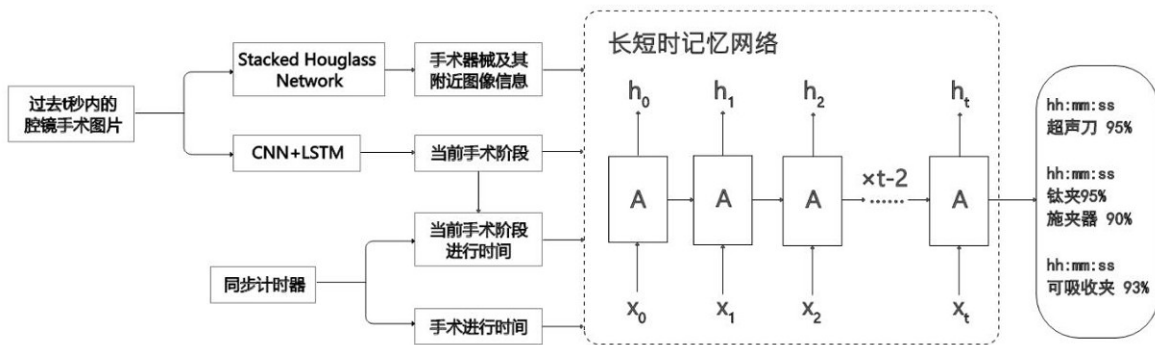 过去t秒内的
腔镜手术图片
Stacked Houglass
Network
手术器械及其
附近图像信息
CNN+LSTM
当前手术阶段
当前手术阶段
进行时间
同步计时器
手术进行时间
长短时记忆网络
h₀
h₁
h₂
hₜ
A
A
A
×t-2
......
A
x₀
x₁
x₂
xₜ
hh:mm:ss
超声刀 95%
hh:mm:ss
钛夹95%
施夹器 90%
hh:mm:ss
可吸收夹 93%